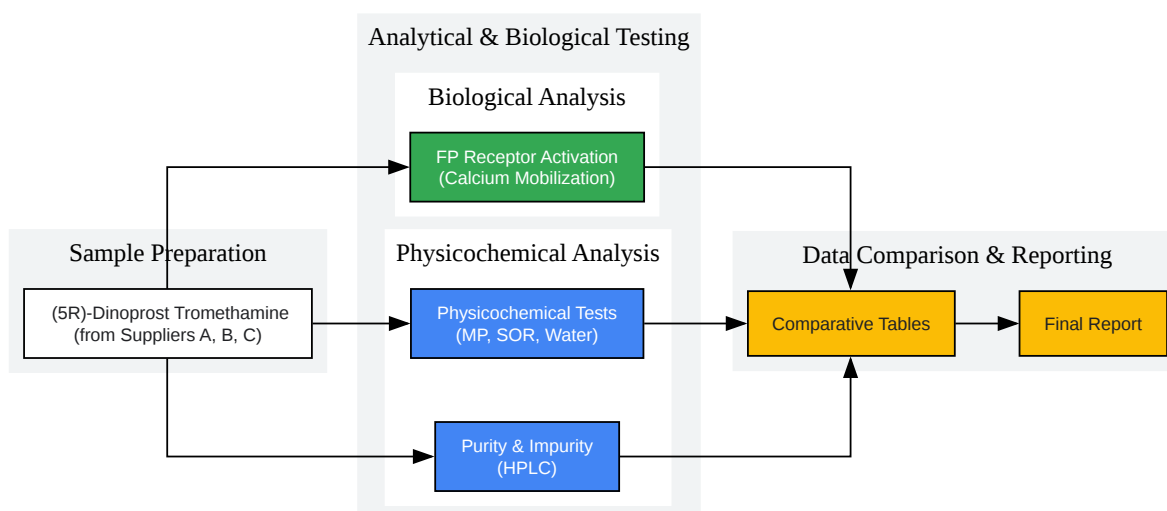 Analytical & Biological Testing
Biological Analysis
FP Receptor Activation
(Calcium Mobilization)
Sample Preparation
(5R)-Dinoprost Tromethamine
(from Suppliers A, B, C)
Physicochemical Analysis
Physicochemical Tests
(MP, SOR, Water)
Purity & Impurity
(HPLC)
Data Comparison & Reporting
Comparative Tables
Final Report